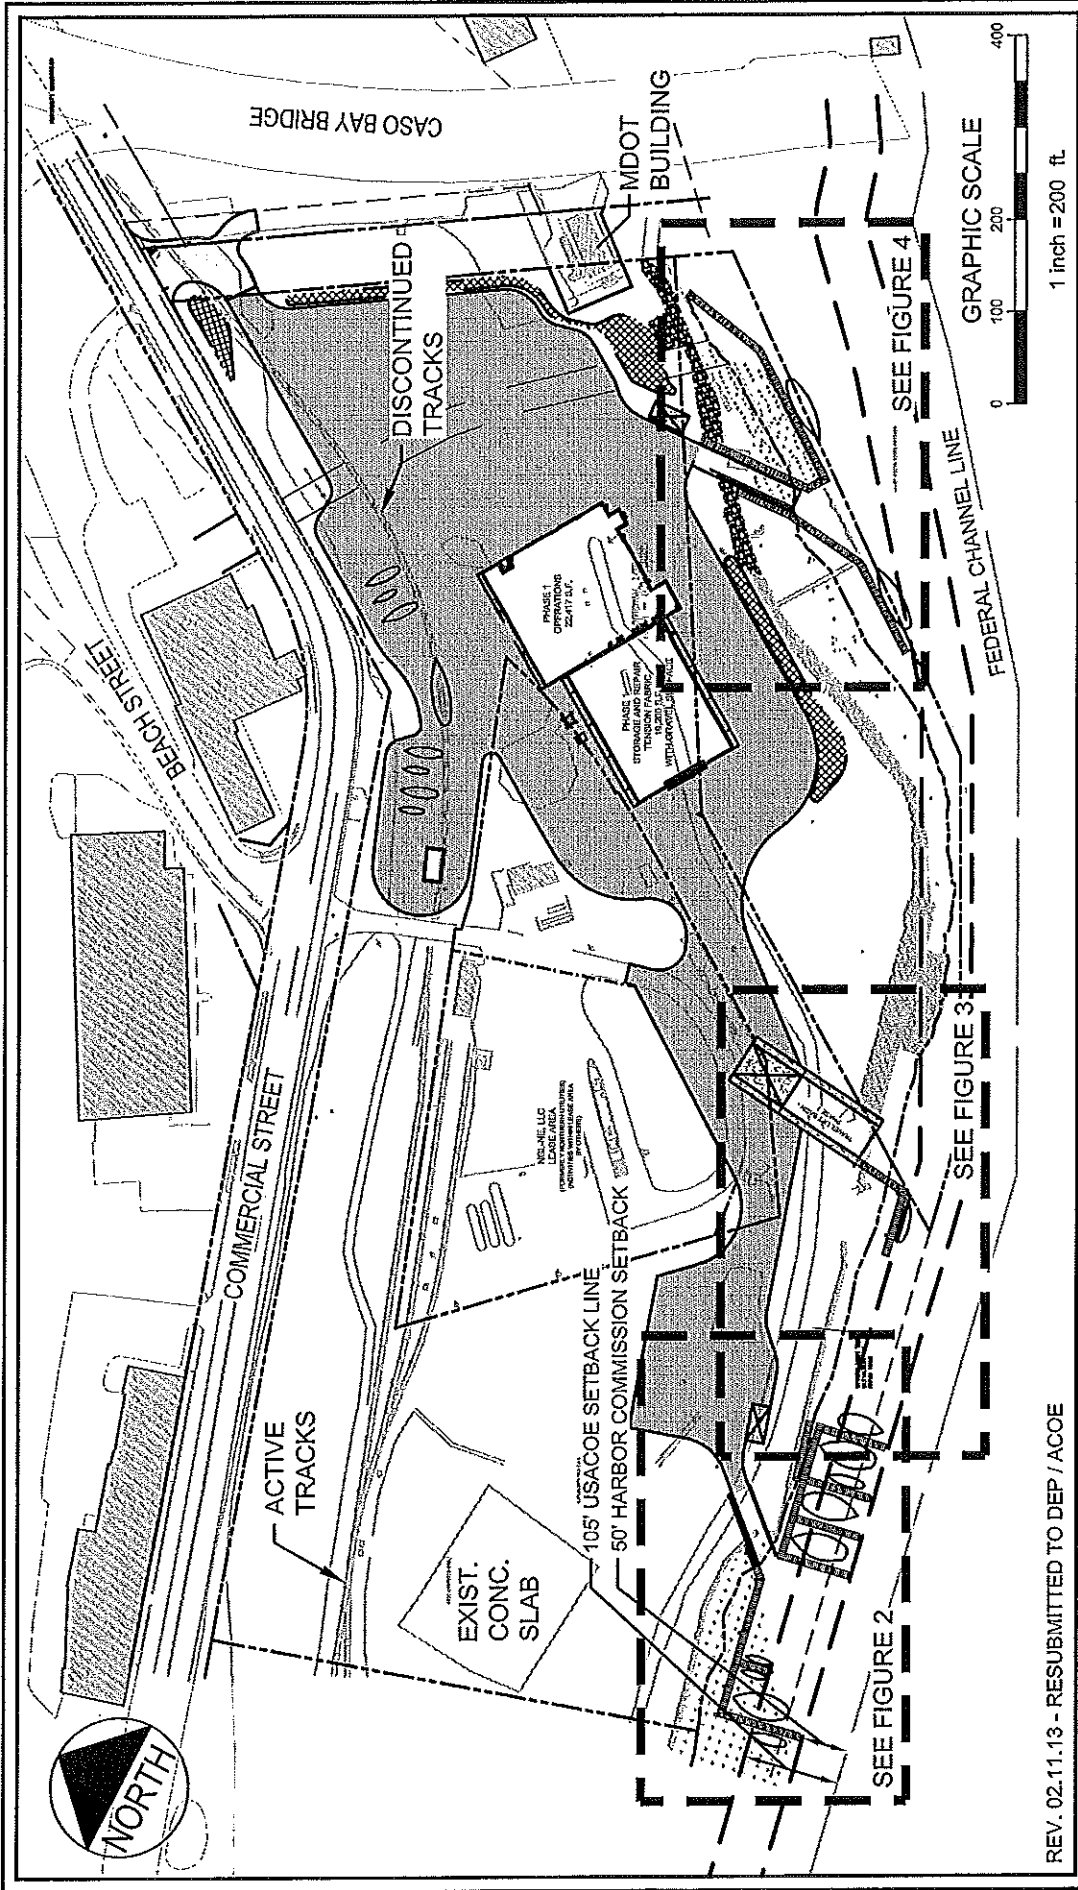 CASO BAY BRIDGE
MDOT
BUILDING
DISCONTINUED
TRACKS
BEACH STREET
COMMERCIAL STREET
ACTIVE
TRACKS
EXIST.
CONC.
SLAB
PHASE 1
OPERATIONS
22,417 S.F.
STORAGE AND REPAIR
TENSION FABRIC
LEASE AREA
105' USACOE SETBACK LINE
50' HARBOR COMMISSION SETBACK
SEE FIGURE 2
SEE FIGURE 3
SEE FIGURE 4
FEDERAL CHANNEL LINE
GRAPHIC SCALE
0 100 200 400
1 inch = 200 ft.
NORTH
REV. 02.11.13 - RESUBMITTED TO DEP / ACOE